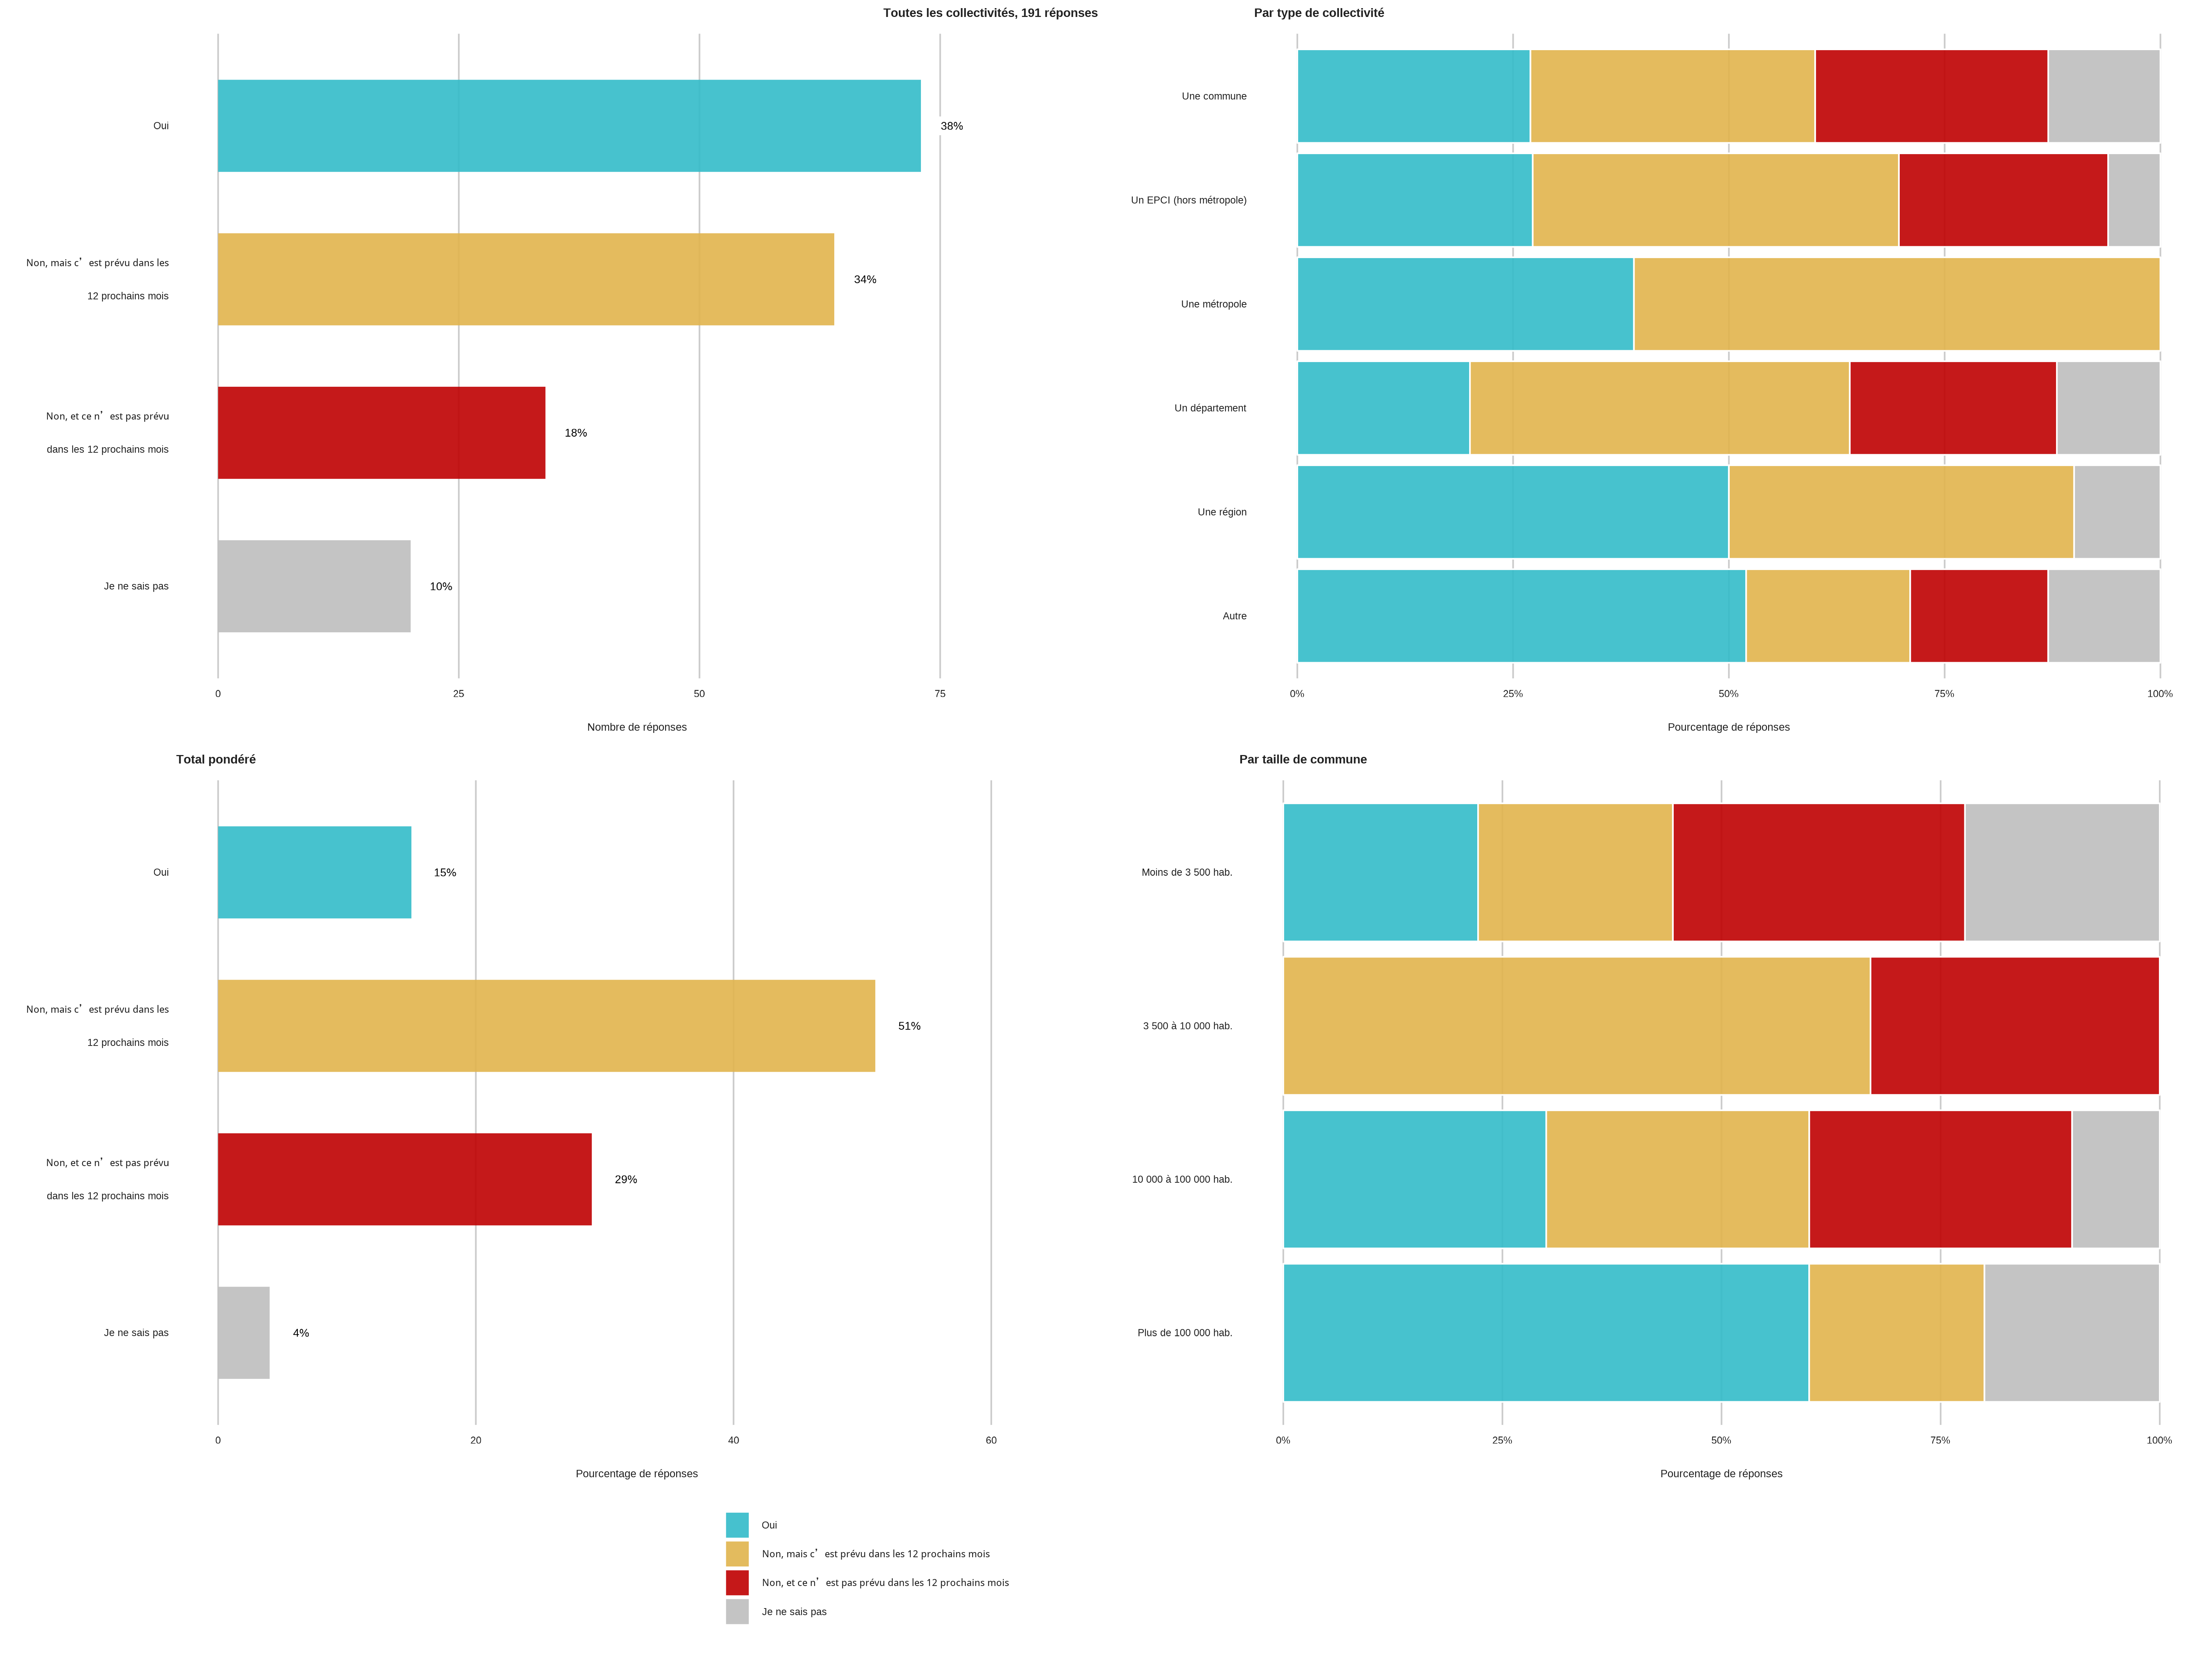 Toutes les collectivités, 191 réponses
Oui
38%
Non, mais c’est prévu dans les
12 prochains mois
34%
Non, et ce n’est pas prévu
dans les 12 prochains mois
18%
Je ne sais pas
10%
0
25
50
75
Nombre de réponses
Par type de collectivité
Une commune
Un EPCI (hors métropole)
Une métropole
Un département
Une région
Autre
0%
25%
50%
75%
100%
Pourcentage de réponses
Total pondéré
Oui
15%
Non, mais c’est prévu dans les
12 prochains mois
51%
Non, et ce n’est pas prévu
dans les 12 prochains mois
29%
Je ne sais pas
4%
0
20
40
60
Pourcentage de réponses
Par taille de commune
Moins de 3 500 hab.
3 500 à 10 000 hab.
10 000 à 100 000 hab.
Plus de 100 000 hab.
0%
25%
50%
75%
100%
Pourcentage de réponses
Oui
Non, mais c’est prévu dans les 12 prochains mois
Non, et ce n’est pas prévu dans les 12 prochains mois
Je ne sais pas